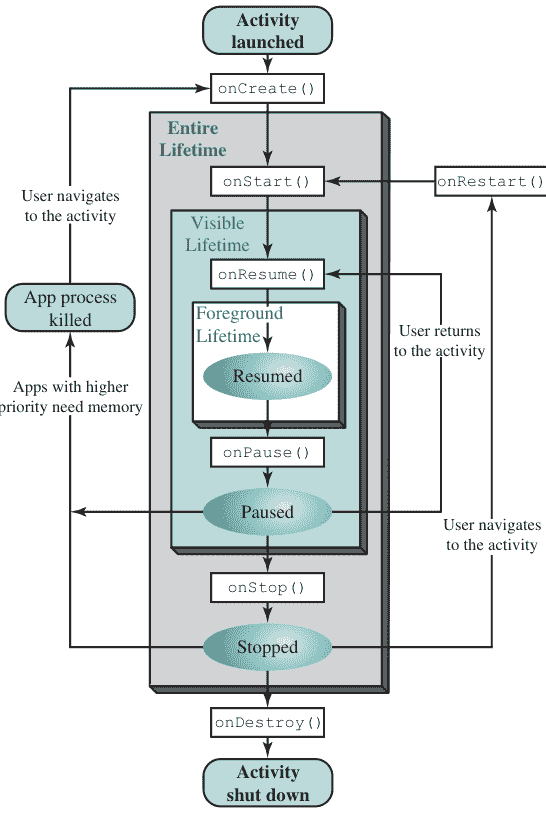 Activity
launched
onCreate()
Entire
Lifetime
onStart()
onRestart()
User navigates
to the activity
Visible
Lifetime
onResume()
App process
killed
Foreground
Lifetime
User returns
to the activity
Resumed
Apps with higher
priority need memory
onPause()
Paused
User navigates
to the activity
onStop()
Stopped
onDestroy()
Activity
shut down